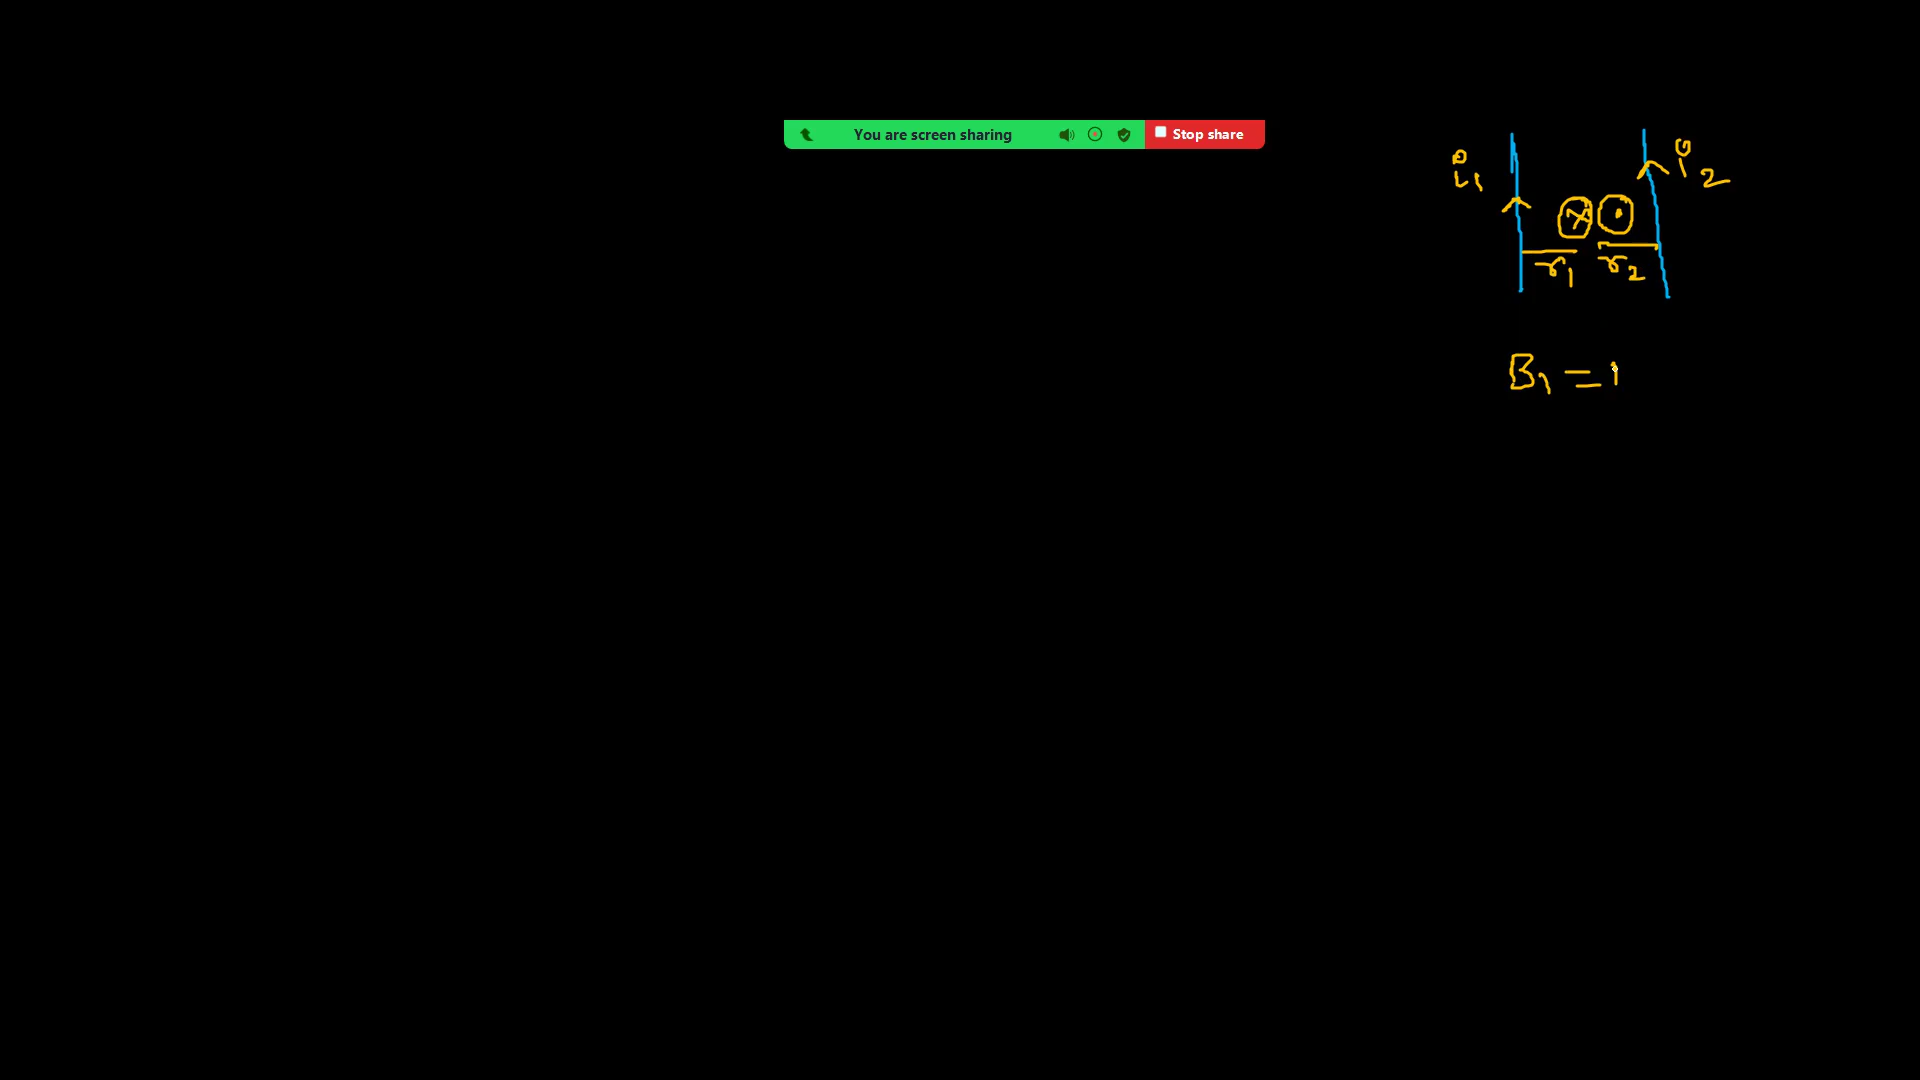 You are screen sharing Stop share
i1 i2
r1 r2
B1 =